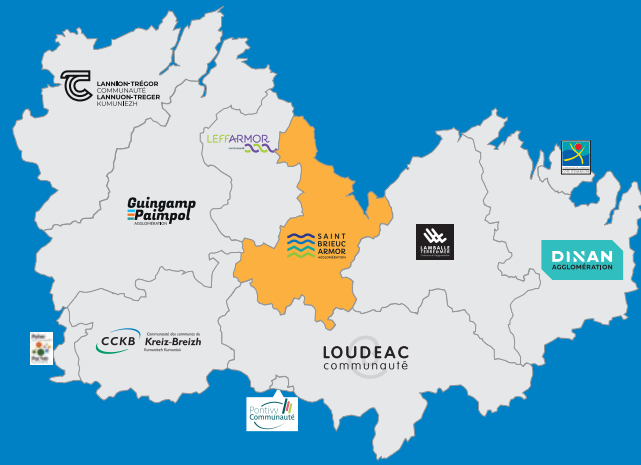 LANNION-TRÉGOR
COMMUNAUTÉ
LANNUON-TREGER
KUMUNIEZH
LEFFARMOR
Guingamp
Paimpol
AGGLOMÉRATION
SAINT
BRIEUC
ARMOR
AGGLOMÉRATION
LAMBALLE
TERRE & MER
DINAN
AGGLOMÉRATION
CCKB
Communauté des communes du
Kreiz-Breizh
Kumuniezh Kumunioù
LOUDEAC
communauté
Pontivy
Communauté